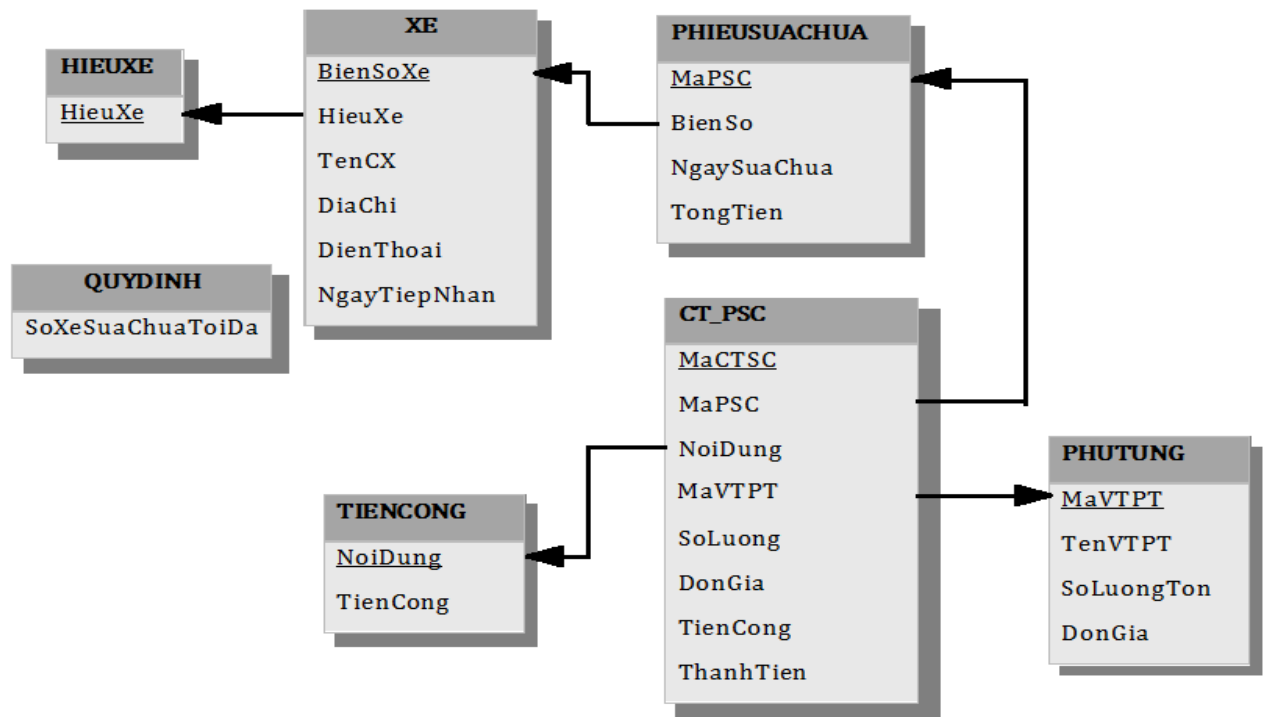 HIEUXE
HieuXe
XE
BienSoXe
HieuXe
TenCX
DiaChi
DienThoai
NgayTiepNhan
PHIEUSUACHUA
MaPSC
BienSo
NgaySuaChua
TongTien
QUYDINH
SoXeSuaChuaToiDa
CT_PSC
MaCTSC
MaPSC
NoiDung
MaVTPT
SoLuong
DonGia
TienCong
ThanhTien
TIENCONG
NoiDung
TienCong
PHUTUNG
MaVTPT
TenVTPT
SoLuongTon
DonGia